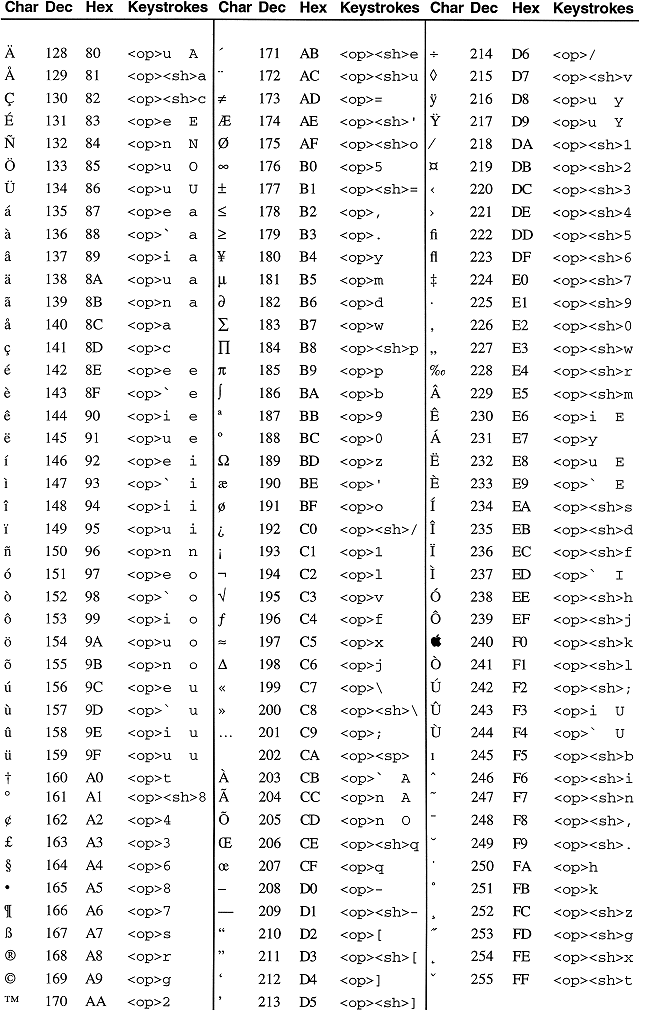 Char Dec Hex Keystrokes
Ä 128 80 <op>u A
Å 129 81 <op><sh>a
Ç 130 82 <op><sh>c
É 131 83 <op>e E
Ñ 132 84 <op>n N
Ö 133 85 <op>u O
Ü 134 86 <op>u U
á 135 87 <op>e a
à 136 88 <op>` a
â 137 89 <op>i a
ä 138 8A <op>u a
ã 139 8B <op>n a
å 140 8C <op>a
ç 141 8D <op>c
é 142 8E <op>e e
è 143 8F <op>` e
ê 144 90 <op>i e
ë 145 91 <op>u e
í 146 92 <op>e i
ì 147 93 <op>` i
î 148 94 <op>i i
ï 149 95 <op>u i
ñ 150 96 <op>n n
ó 151 97 <op>e o
ò 152 98 <op>` o
ô 153 99 <op>i o
ö 154 9A <op>u o
õ 155 9B <op>n o
ú 156 9C <op>e u
ù 157 9D <op>` u
û 158 9E <op>i u
ü 159 9F <op>u u
† 160 A0 <op>t
° 161 A1 <op><sh>8
¢ 162 A2 <op>4
£ 163 A3 <op>3
§ 164 A4 <op>6
• 165 A5 <op>8
¶ 166 A6 <op>7
ß 167 A7 <op>s
® 168 A8 <op>r
© 169 A9 <op>g
™ 170 AA <op>2
Char Dec Hex Keystrokes
´ 171 AB <op><sh>e
¨ 172 AC <op><sh>u
≠ 173 AD <op>=
Æ 174 AE <op><sh>'
Ø 175 AF <op><sh>o
∞ 176 B0 <op>5
± 177 B1 <op><sh>=
≤ 178 B2 <op>,
≥ 179 B3 <op>.
¥ 180 B4 <op>y
µ 181 B5 <op>m
∂ 182 B6 <op>d
∑ 183 B7 <op>w
∏ 184 B8 <op><sh>p
π 185 B9 <op>p
∫ 186 BA <op>b
ª 187 BB <op>9
º 188 BC <op>0
Ω 189 BD <op>z
æ 190 BE <op>'
ø 191 BF <op>o
¿ 192 C0 <op><sh>/
¡ 193 C1 <op>1
¬ 194 C2 <op>l
√ 195 C3 <op>v
ƒ 196 C4 <op>f
≈ 197 C5 <op>x
∆ 198 C6 <op>j
« 199 C7 <op>\
» 200 C8 <op><sh>\
… 201 C9 <op>;
202 CA <op><sp>
À 203 CB <op>` A
Ã 204 CC <op>n A
Õ 205 CD <op>n O
Œ 206 CE <op><sh>q
œ 207 CF <op>q
– 208 D0 <op>-
— 209 D1 <op><sh>-
“ 210 D2 <op>[
” 211 D3 <op><sh>[
‘ 212 D4 <op>]
’ 213 D5 <op><sh>]
Char Dec Hex Keystrokes
÷ 214 D6 <op>/
◊ 215 D7 <op><sh>v
ÿ 216 D8 <op>u y
Ÿ 217 D9 <op>u Y
⁄ 218 DA <op><sh>1
¤ 219 DB <op><sh>2
‹ 220 DC <op><sh>3
› 221 DE <op><sh>4
ﬁ 222 DD <op><sh>5
ﬂ 223 DF <op><sh>6
‡ 224 E0 <op><sh>7
· 225 E1 <op><sh>9
‚ 226 E2 <op><sh>0
„ 227 E3 <op><sh>w
‰ 228 E4 <op><sh>r
Â 229 E5 <op><sh>m
Ê 230 E6 <op>i E
Á 231 E7 <op>y
Ë 232 E8 <op>u E
È 233 E9 <op>` E
Í 234 EA <op><sh>s
Î 235 EB <op><sh>d
Ï 236 EC <op><sh>f
Ì 237 ED <op>` I
Ó 238 EE <op><sh>h
Ô 239 EF <op><sh>j
 240 F0 <op><sh>k
Ò 241 F1 <op><sh>l
Ú 242 F2 <op><sh>;
Û 243 F3 <op>i U
Ù 244 F4 <op>` U
ı 245 F5 <op><sh>b
ˆ 246 F6 <op><sh>i
˜ 247 F7 <op><sh>n
¯ 248 F8 <op><sh>,
˘ 249 F9 <op><sh>.
˙ 250 FA <op>h
˚ 251 FB <op>k
¸ 252 FC <op><sh>z
˝ 253 FD <op><sh>g
˛ 254 FE <op><sh>x
ˇ 255 FF <op><sh>t